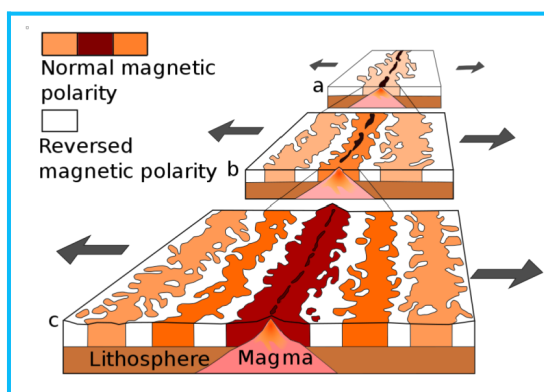 Normal magnetic
polarity
Reversed
magnetic polarity
a
b
c
Lithosphere
Magma